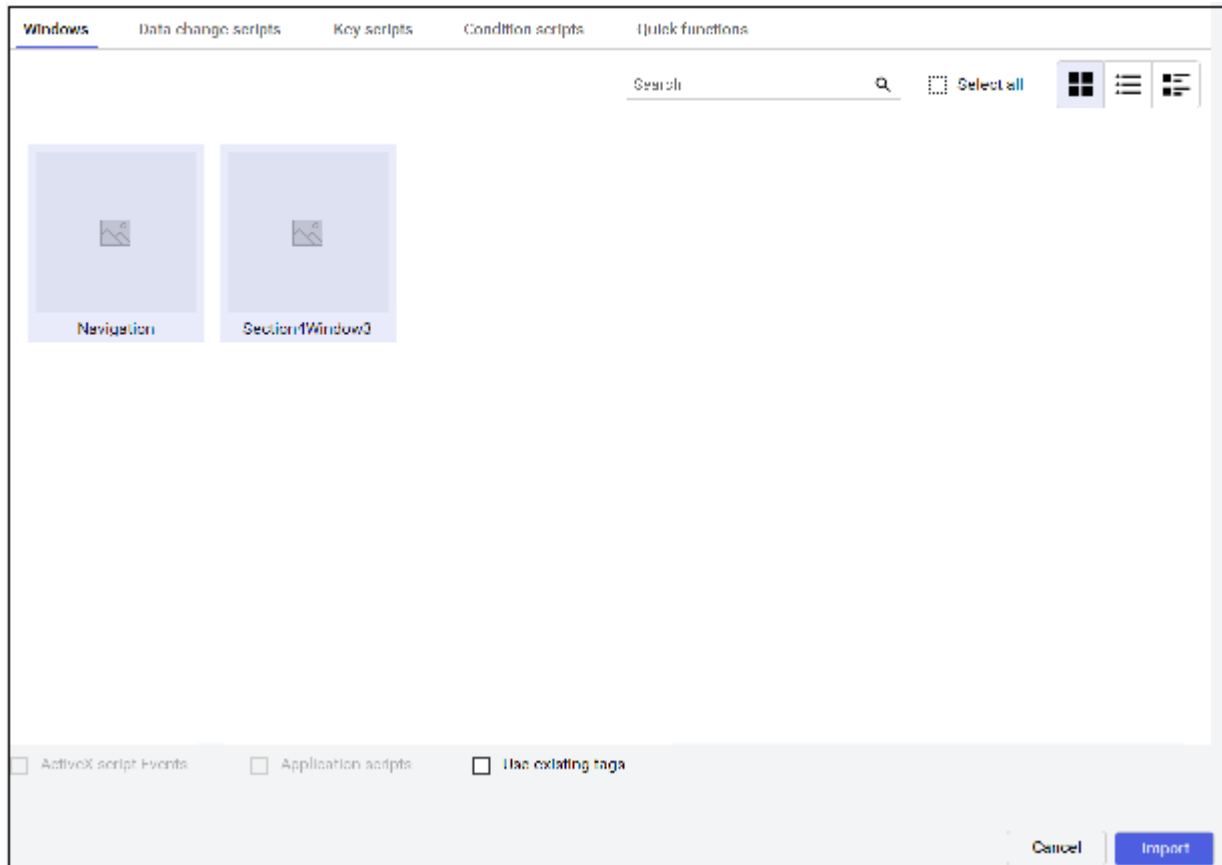 Windows Data change scripts Key scripts Condition scripts Quick functions
Search Select all
Navigation Section4Window3
ActiveX script Events Application scripts Use existing tags
Cancel Import